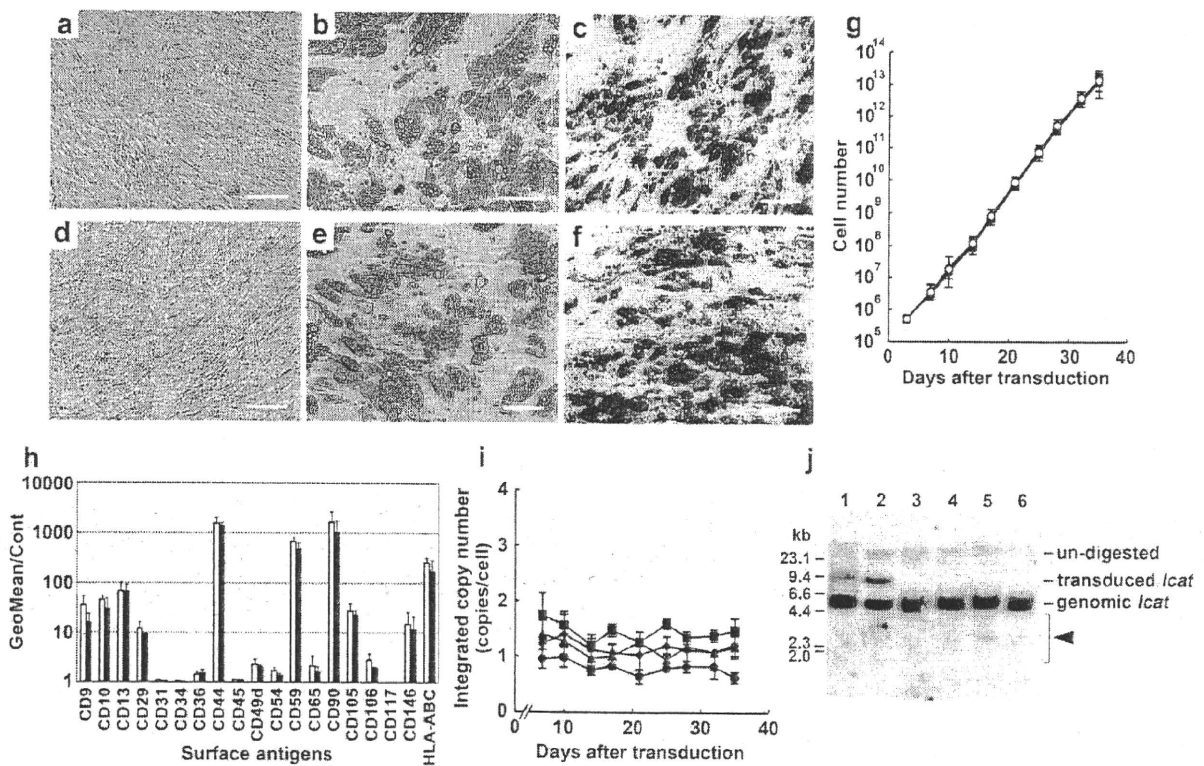 a
b
c
d
e
f
g
Cell number
10^14
10^13
10^12
10^11
10^10
10^9
10^8
10^7
10^6
10^5
0 10 20 30 40
Days after transduction
h
GeoMean/Cont
10000
1000
100
10
1
CD9
CD10
CD13
CD29
CD31
CD34
CD36
CD44
CD45
CD49d
CD54
CD59
CD65
CD90
CD105
CD106
CD117
CD146
HLA-ABC
Surface antigens
i
Integrated copy number
(copies/cell)
4
3
2
1
0
0 10 20 30 40
Days after transduction
j
1 2 3 4 5 6
kb
23.1
9.4
6.6
4.4
2.3
2.0
un-digested
transduced lcat
genomic lcat